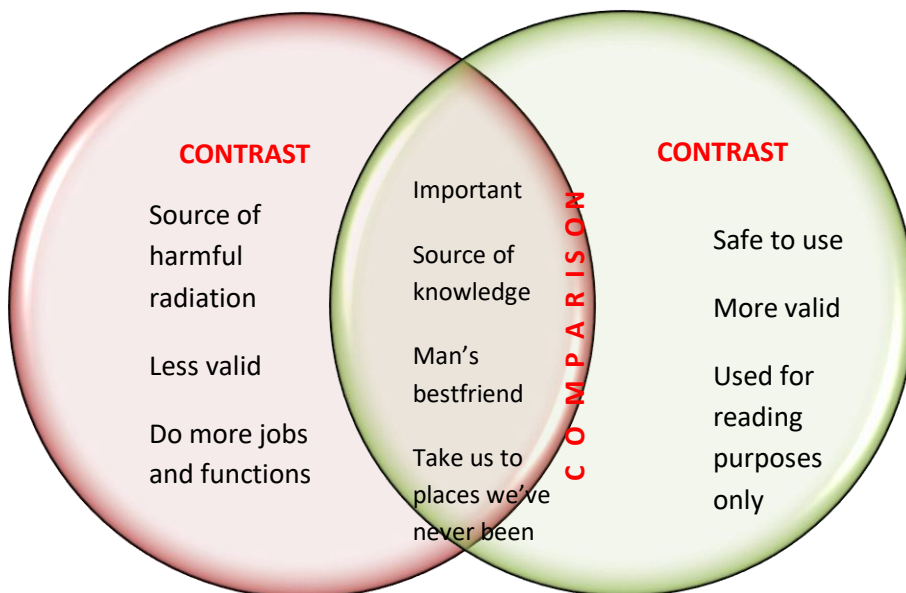 CONTRAST
Source of
harmful
radiation
Less valid
Do more jobs
and functions
Important
Source of
knowledge
Man’s
bestfriend
Take us to
places we’ve
never been
COMPARISON
CONTRAST
Safe to use
More valid
Used for
reading
purposes
only